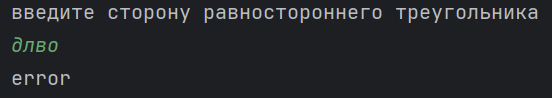 введите сторону равностороннего треугольника
длво
error